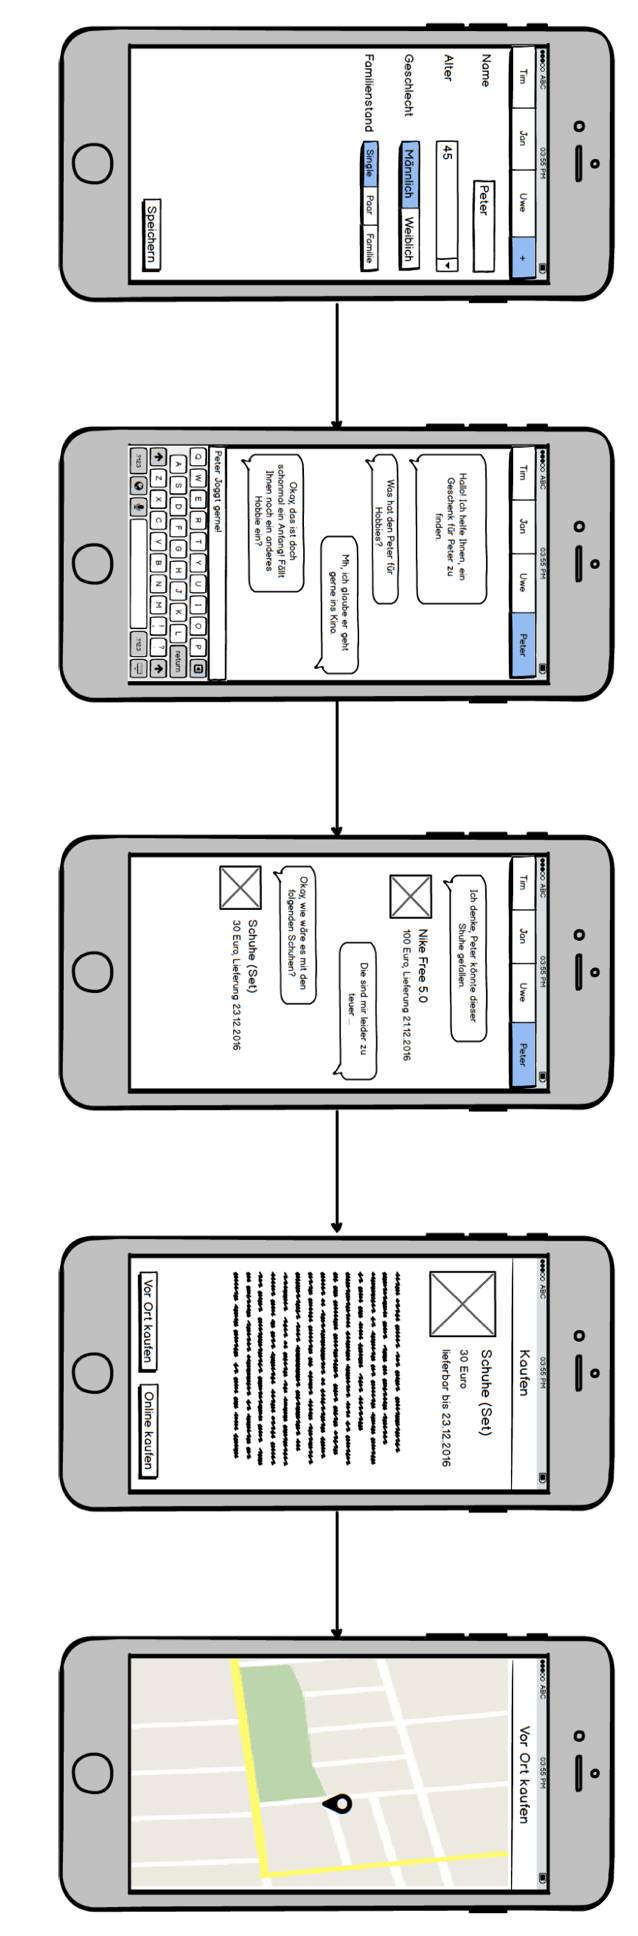 ●●●○○ ABC 03:55 PM
Tim Jan Uwe +
Name Peter
Alter 45
Geschlecht Männlich Weiblich
Familienstand Single Paar Familie
Speichern
●●●○○ ABC 03:55 PM
Tim Jan Uwe Peter
Hallo! Ich helfe Ihnen, ein
Geschenk für Peter zu
finden.
Was hat den Peter für
Hobbies?
Mh, ich glaube er geht
gerne ins Kino.
Okay, das ist doch
schonmal ein Anfang! Fällt
Ihnen noch ein anderes
Hobbie ein?
Peter Joggt gerne!
Q W E R T Y U I O P
A S D F G H J K L return
Z X C V B N M ! ?
.?123 .?123
●●●○○ ABC 03:55 PM
Tim Jan Uwe Peter
Ich denke, Peter könnte dieser
Shuhe gefallen.
Nike Free 5.0
100 Euro, Lieferung 21.12.2016
Die sind mir leider zu
teuer ...
Okay, wie wäre es mit den
folgenden Schuhen?
Schuhe (Set)
30 Euro, Lieferung 23.12.2016
●●●○○ ABC 03:55 PM
Kaufen
Schuhe (Set)
30 Euro
lieferbar bis 23.12.2016
Vor Ort kaufen Online kaufen
●●●○○ ABC 03:55 PM
Vor Ort kaufen